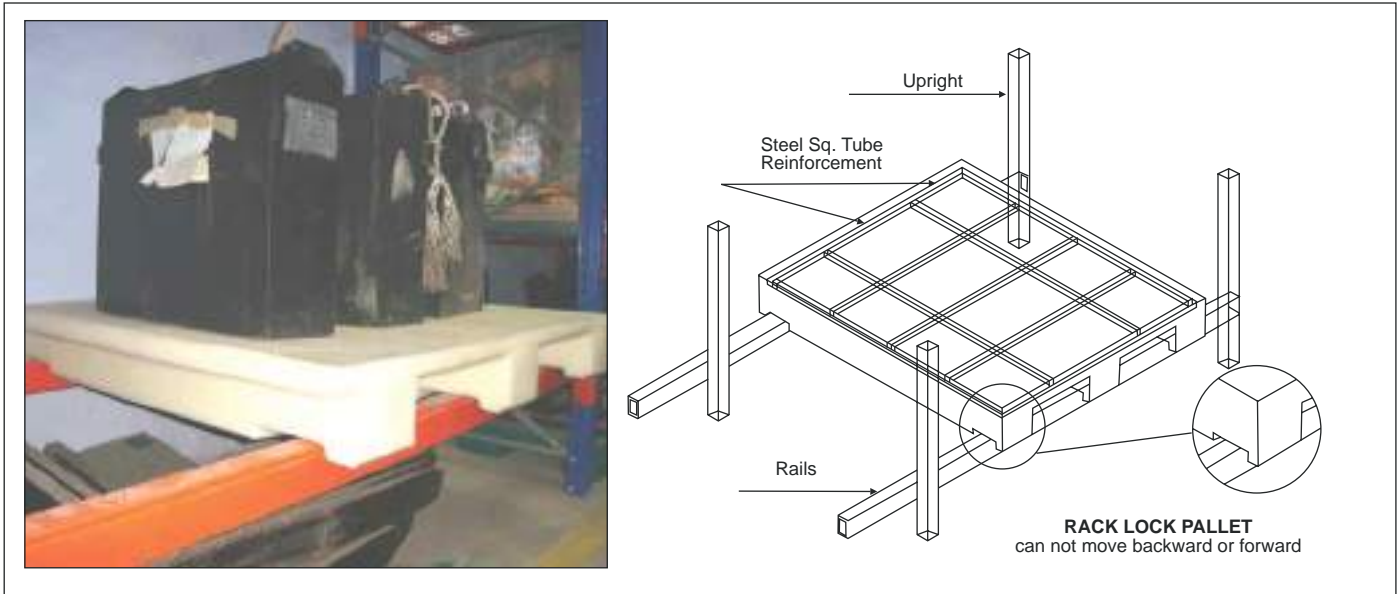 Upright
Steel Sq. Tube
Reinforcement
Rails
RACK LOCK PALLET
can not move backward or forward